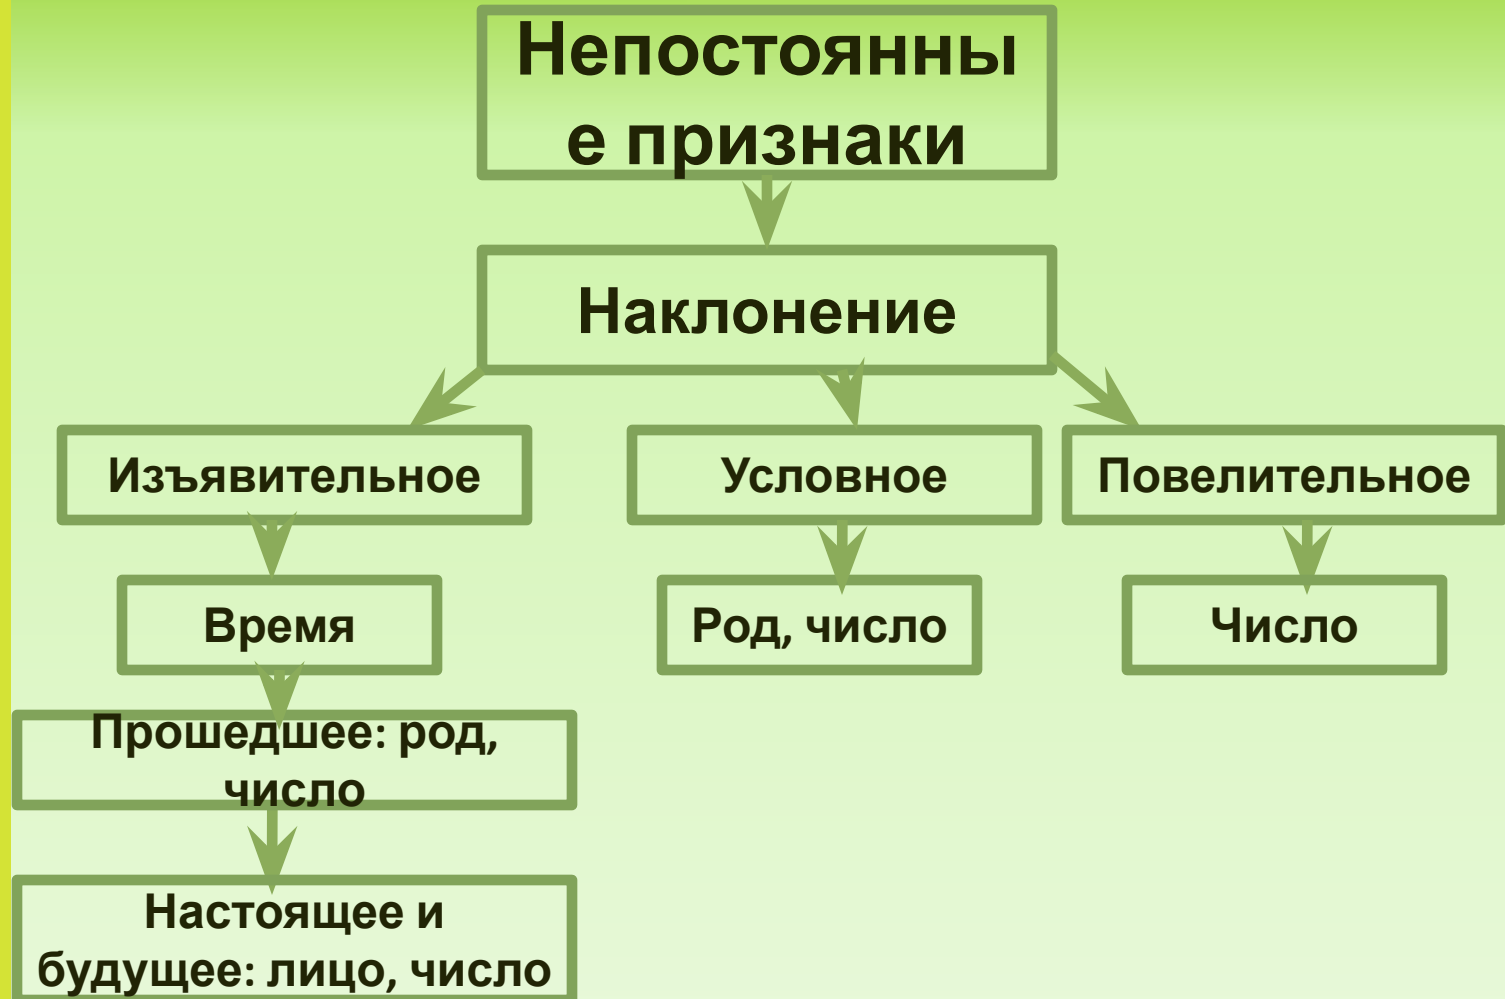 Непостоянны
е признаки
Наклонение
Изъявительное
Условное
Повелительное
Время
Род, число
Число
Прошедшее: род,
число
Настоящее и
будущее: лицо, число